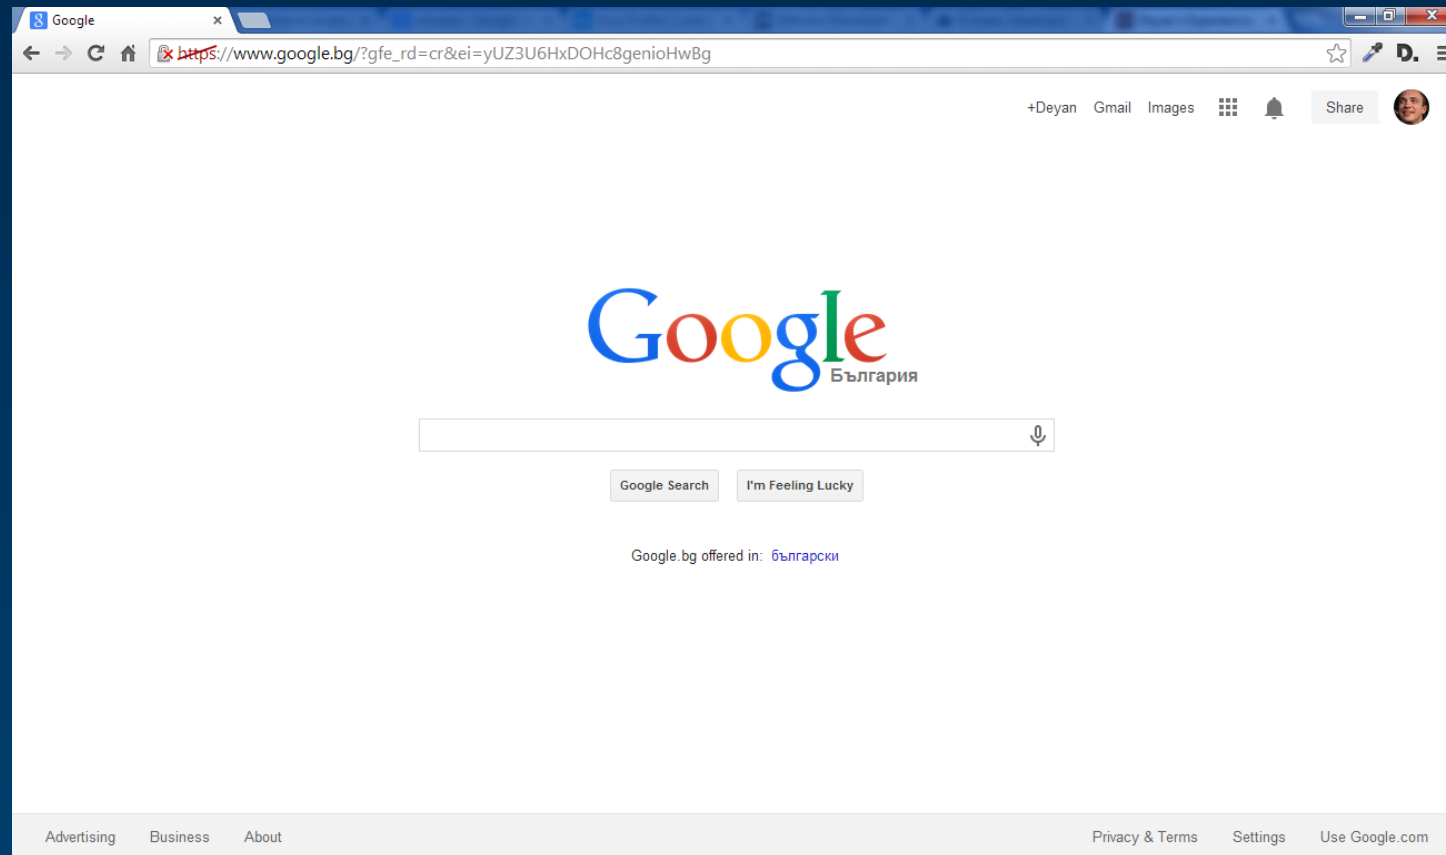 Google
https://www.google.bg/?gfe_rd=cr&ei=yUZ3U6HxDOHc8genioHwBg
D.
+Deyan Gmail Images Share
Google
България
Google Search I'm Feeling Lucky
Google.bg offered in: български
Advertising Business About Privacy & Terms Settings Use Google.com